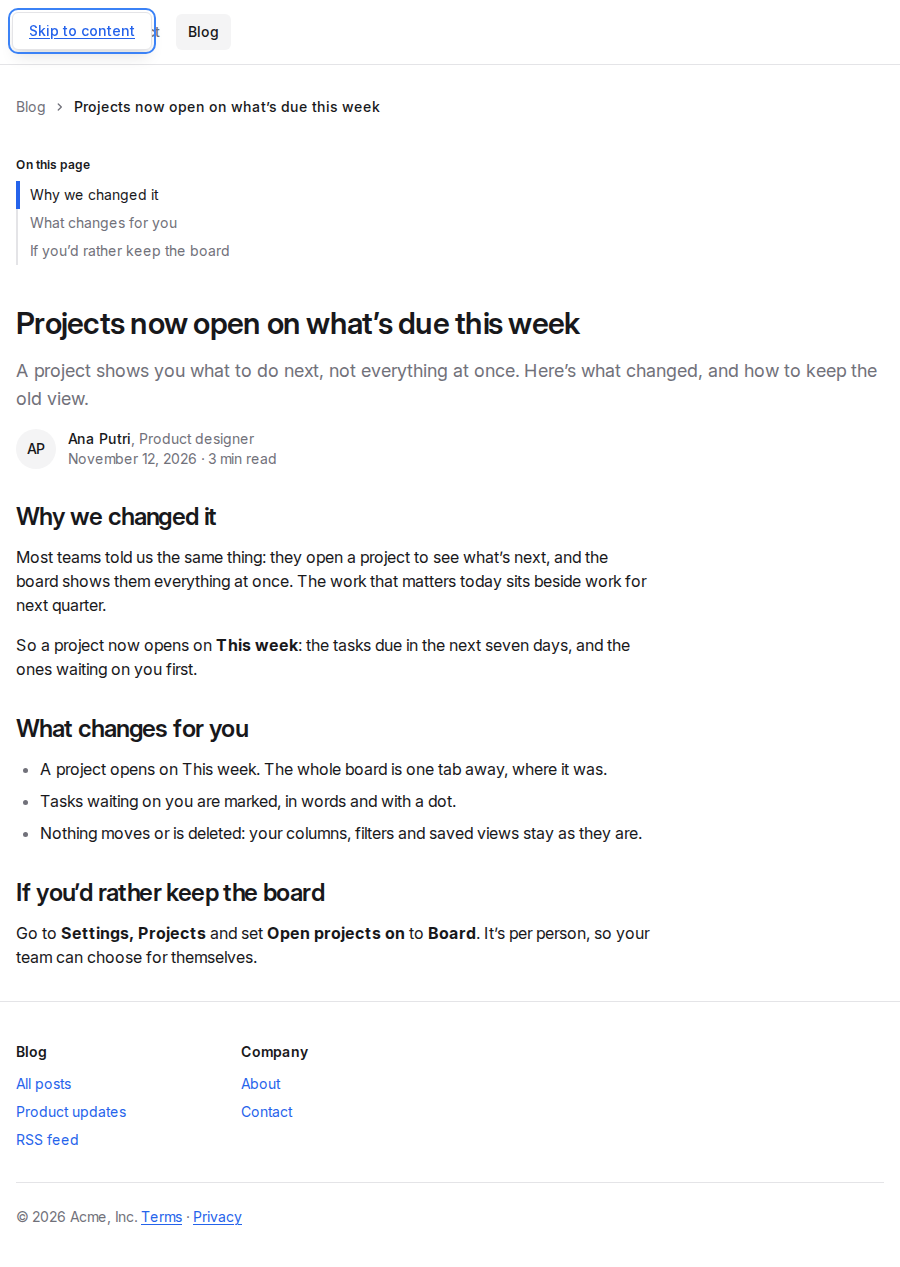 Skip to content
Blog
Blog
Projects now open on what’s due this week
On this page
Why we changed it
What changes for you
If you’d rather keep the board
Projects now open on what’s due this week
A project shows you what to do next, not everything at once. Here’s what changed, and how to keep the
old view.
AP
Ana Putri, Product designer
November 12, 2026 · 3 min read
Why we changed it
Most teams told us the same thing: they open a project to see what’s next, and the
board shows them everything at once. The work that matters today sits beside work for
next quarter.
So a project now opens on This week: the tasks due in the next seven days, and the
ones waiting on you first.
What changes for you
• A project opens on This week. The whole board is one tab away, where it was.
• Tasks waiting on you are marked, in words and with a dot.
• Nothing moves or is deleted: your columns, filters and saved views stay as they are.
If you’d rather keep the board
Go to Settings, Projects and set Open projects on to Board. It’s per person, so your
team can choose for themselves.
Blog
Company
All posts
About
Product updates
Contact
RSS feed
© 2026 Acme, Inc. Terms · Privacy